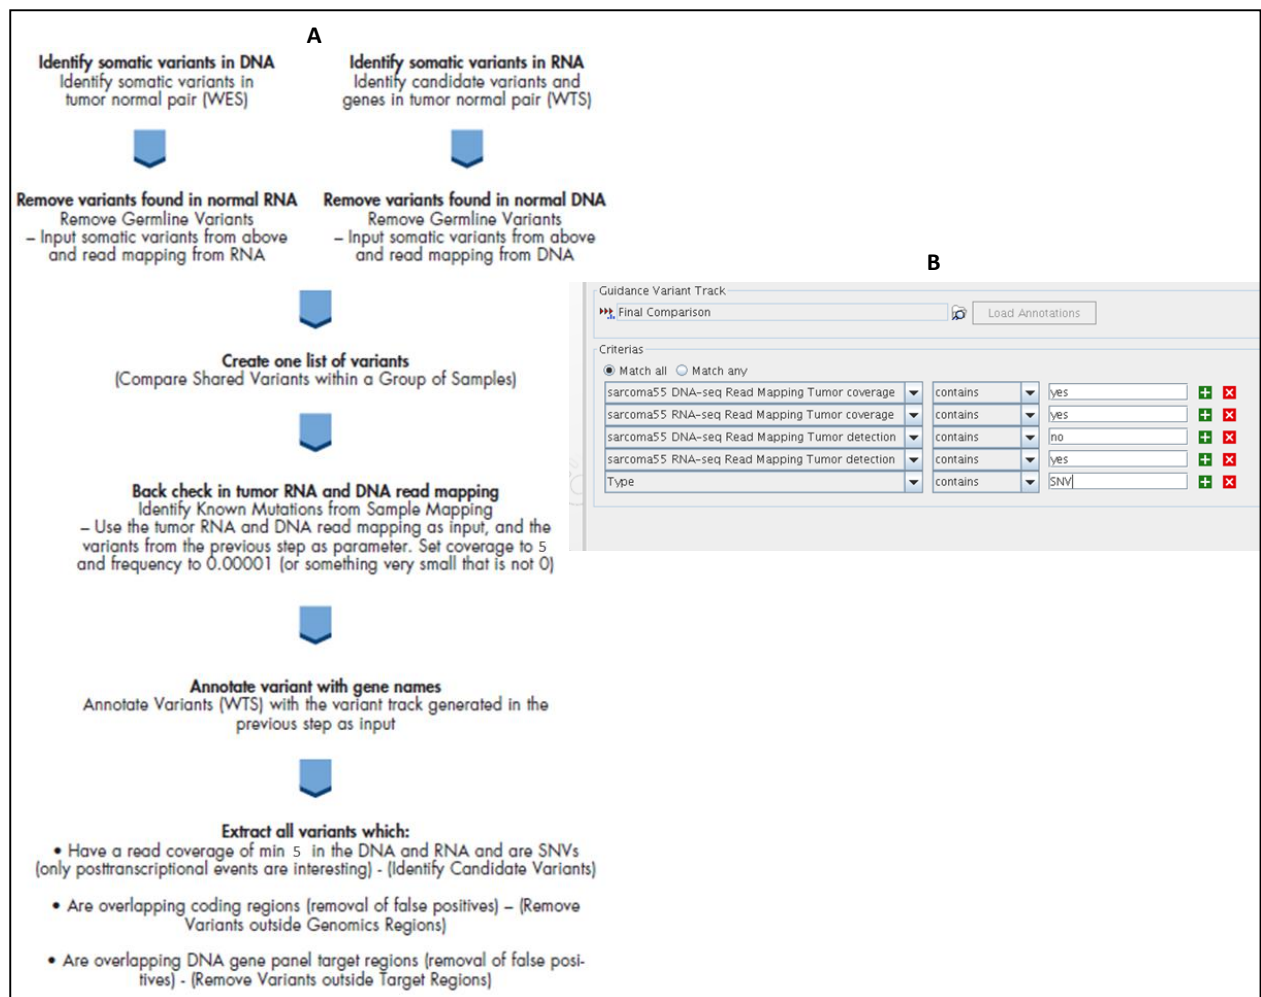 A
Identify somatic variants in DNA
Identify somatic variants in
tumor normal pair (WES)
Identify somatic variants in RNA
Identify candidate variants and
genes in tumor normal pair (WTS)
Remove variants found in normal RNA
Remove Germline Variants
– Input somatic variants from above
and read mapping from RNA
Remove variants found in normal DNA
Remove Germline Variants
– Input somatic variants from above
and read mapping from DNA
Create one list of variants
(Compare Shared Variants within a Group of Samples)
Back check in tumor RNA and DNA read mapping
Identify Known Mutations from Sample Mapping
– Use the tumor RNA and DNA read mapping as input, and the
variants from the previous step as parameter. Set coverage to 5
and frequency to 0.00001 (or something very small that is not 0)
Annotate variant with gene names
Annotate Variants (WTS) with the variant track generated in the
previous step as input
Extract all variants which:
• Have a read coverage of min 5 in the DNA and RNA and are SNVs
(only posttranscriptional events are interesting) - (Identify Candidate Variants)
• Are overlapping coding regions (removal of false positives) – (Remove
Variants outside Genomics Regions)
• Are overlapping DNA gene panel target regions (removal of false posi-
tives) - (Remove Variants outside Target Regions)
B
Guidance Variant Track
Final Comparison
Load Annotations
Criterias
Match all Match any
sarcoma55 DNA-seq Read Mapping Tumor coverage contains yes
sarcoma55 RNA-seq Read Mapping Tumor coverage contains yes
sarcoma55 DNA-seq Read Mapping Tumor detection contains no
sarcoma55 RNA-seq Read Mapping Tumor detection contains yes
Type contains SNV